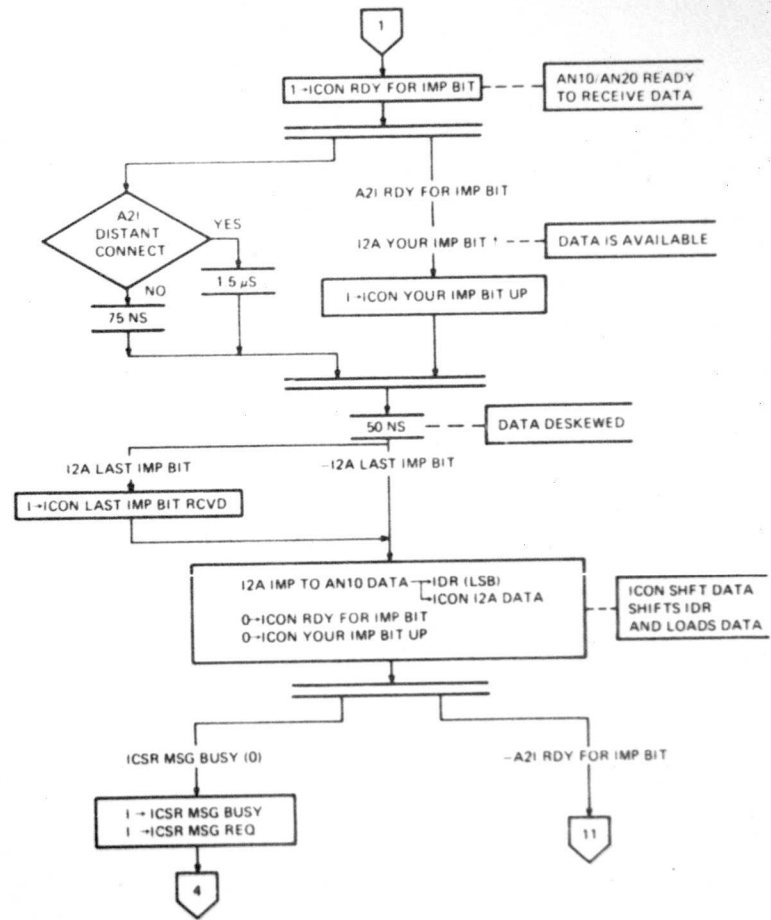 1
1→ICON RDY FOR IMP BIT
AN10/AN20 READY
TO RECEIVE DATA
A2I RDY FOR IMP BIT
A2I
DISTANT
CONNECT
YES
I2A YOUR IMP BIT ↑
DATA IS AVAILABLE
1.5 μS
NO
75 NS
1→ICON YOUR IMP BIT UP
50 NS
DATA DESKEWED
I2A LAST IMP BIT
–I2A LAST IMP BIT
1→ICON LAST IMP BIT RCVD
I2A IMP TO AN10 DATA→IDR (LSB)
→ICON I2A DATA
0→ICON RDY FOR IMP BIT
0→ICON YOUR IMP BIT UP
ICON SHFT DATA
SHIFTS IDR
AND LOADS DATA
ICSR MSG BUSY (0)
–A2I RDY FOR IMP BIT
1→ICSR MSG BUSY
1→ICSR MSG REQ
11
4